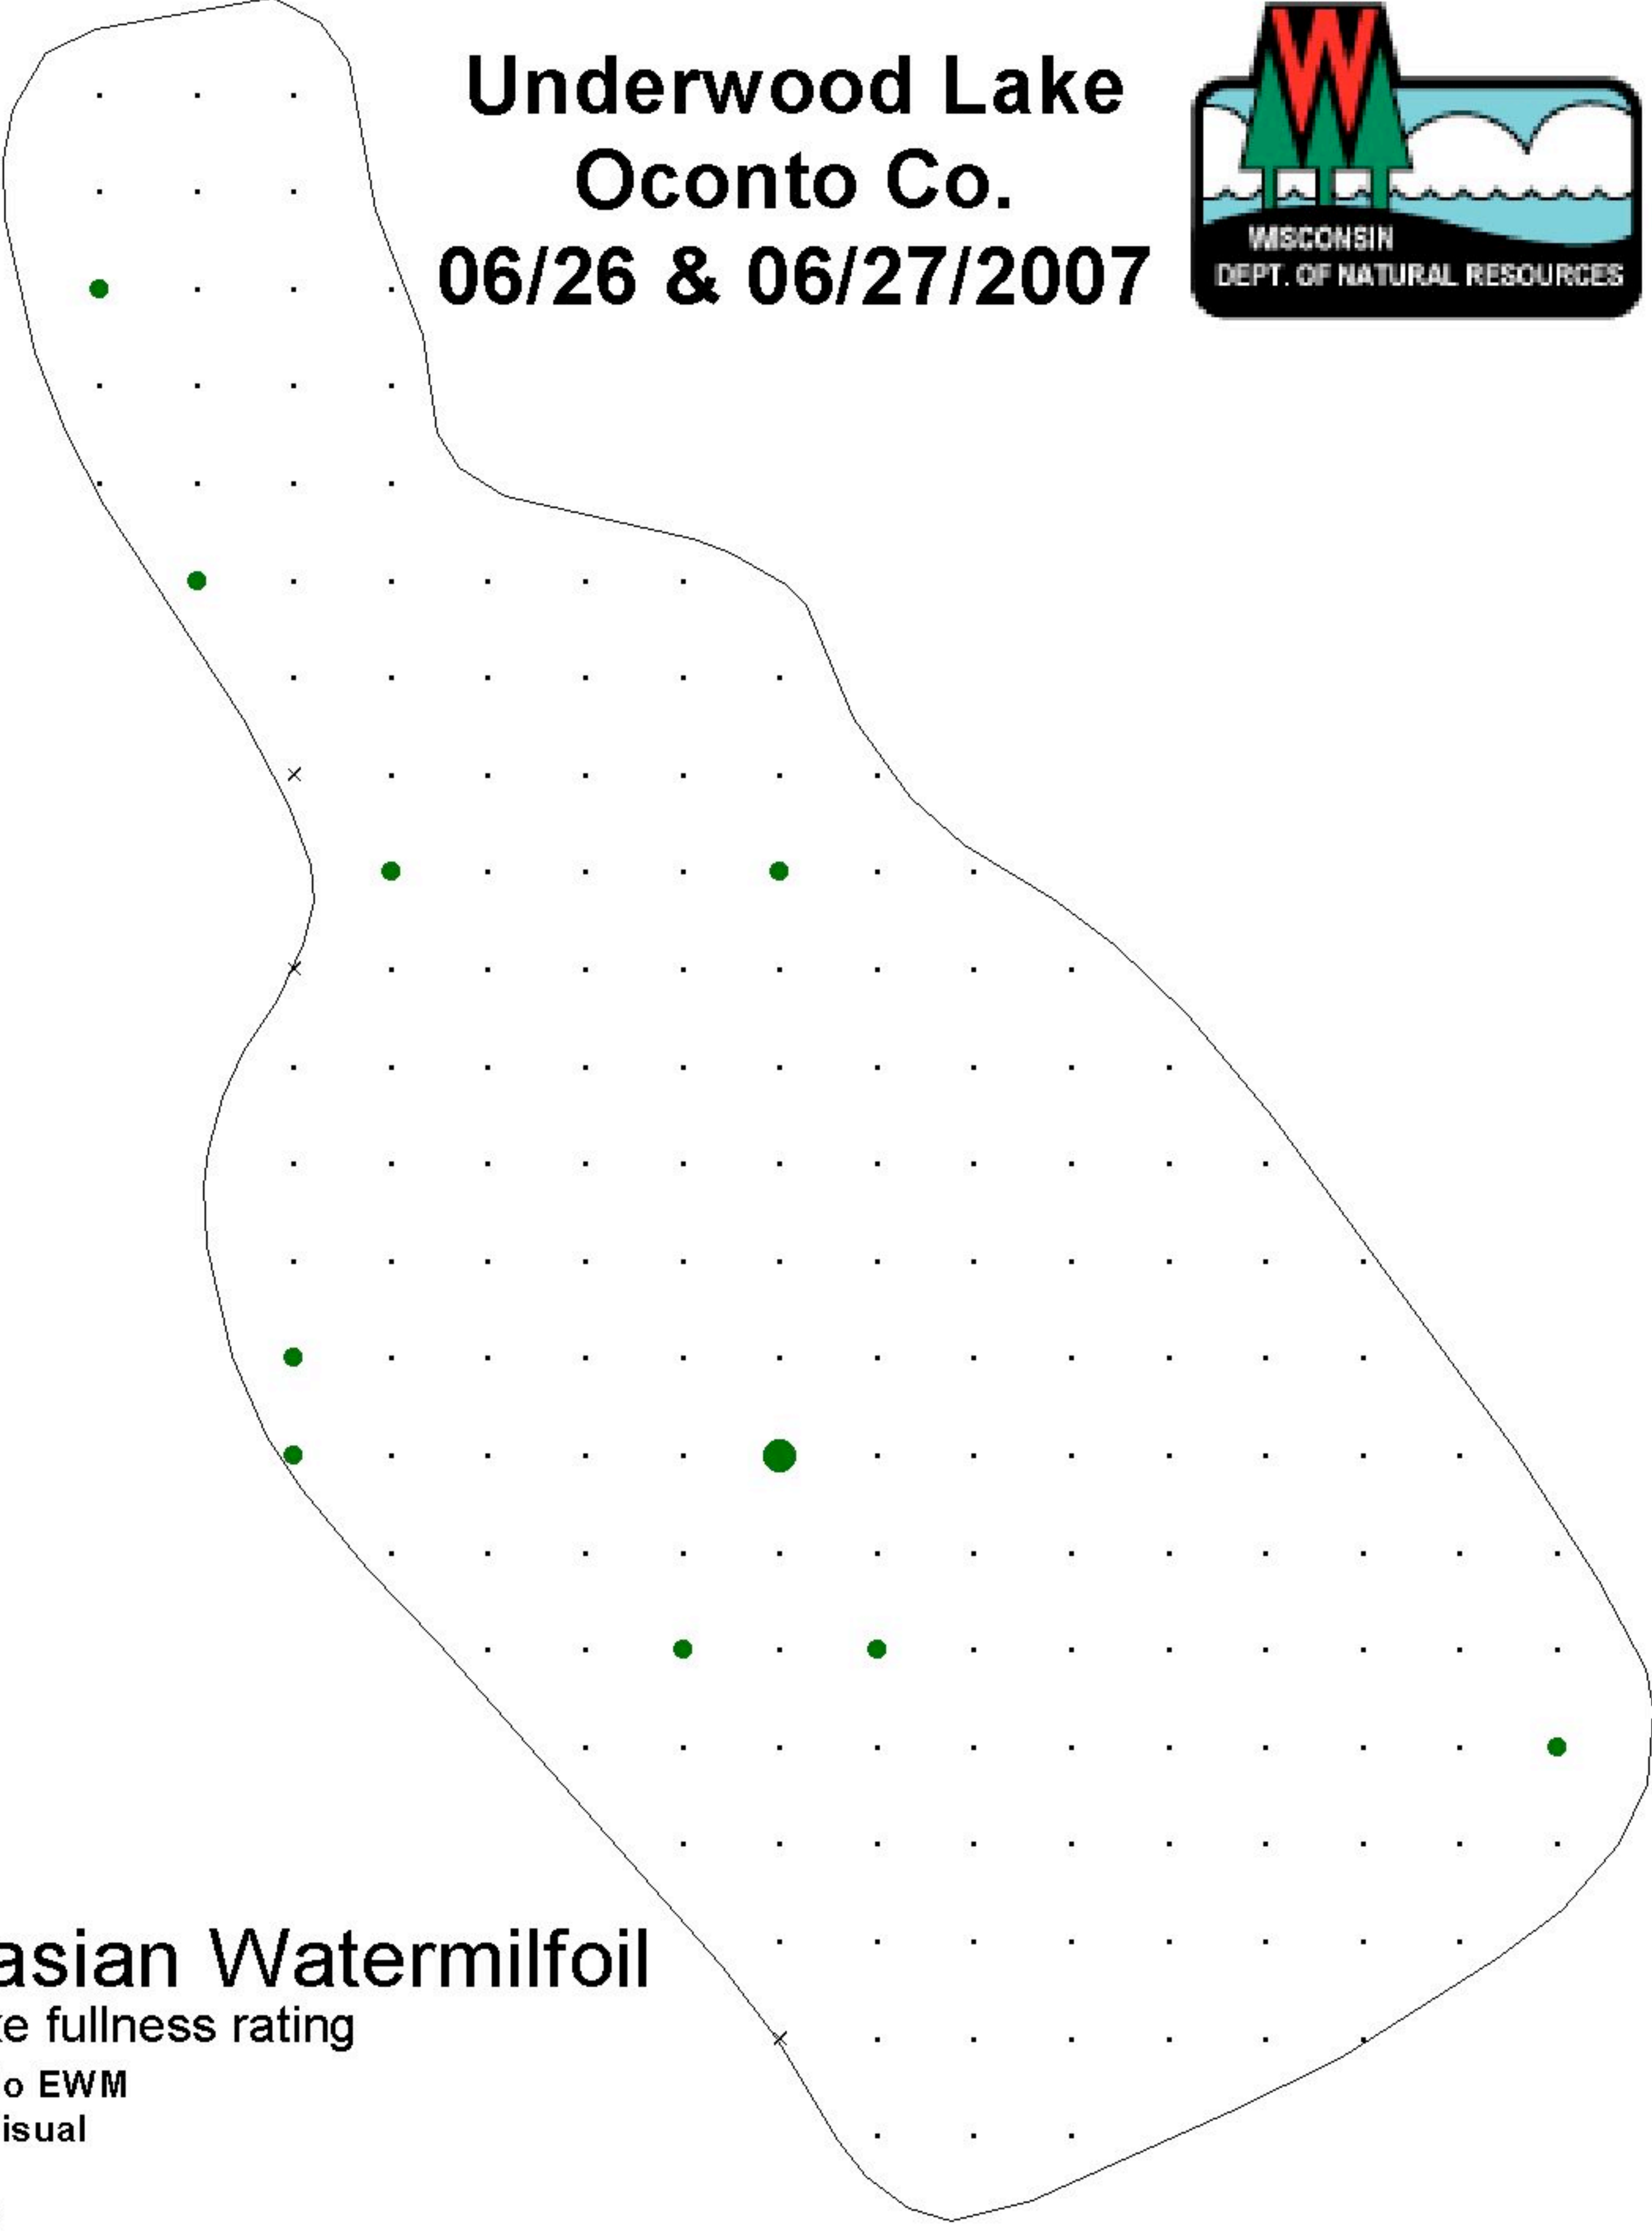 Underwood Lake
Oconto Co.
06/26 & 06/27/2007
WISCONSIN
DEPT. OF NATURAL RESOURCES
asian Watermilfoil
e fullness rating
o EWM
isual